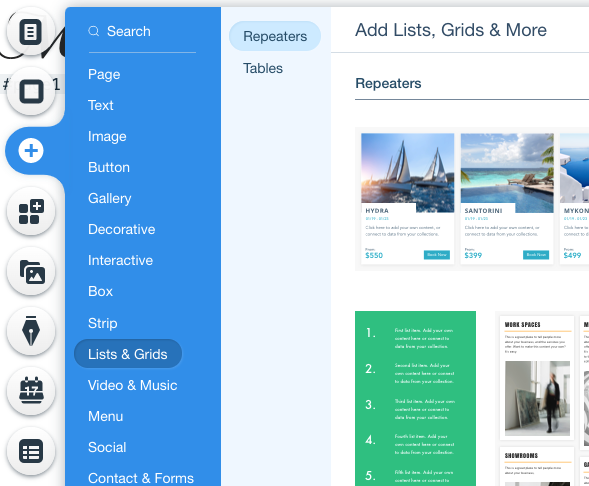 Search
Page
Text
Image
Button
Gallery
Decorative
Interactive
Box
Strip
Lists & Grids
Video & Music
Menu
Social
Contact & Forms
17
Repeaters
Tables
Add Lists, Grids & More
Repeaters
HYDRA
Click here to add your own content, or
connect to data from your collection.
From
$550
Book Now
SANTORINI
Click here to add your own content, or
connect to data from your collection.
From
$399
Book Now
$499
1.
First list item. Add your own
content here or connect to
data from your collection.
2.
Second list item. Add your
own content here or connect
to data from your collection.
3.
Third list item. Add your own
content here or connect to
data from your collection.
4.
Fourth list item. Add your
own content here or connect
to data from your collection.
5.
Fifth list item. Add your own
content here or connect to
WORK SPACES
SHOWROOMS